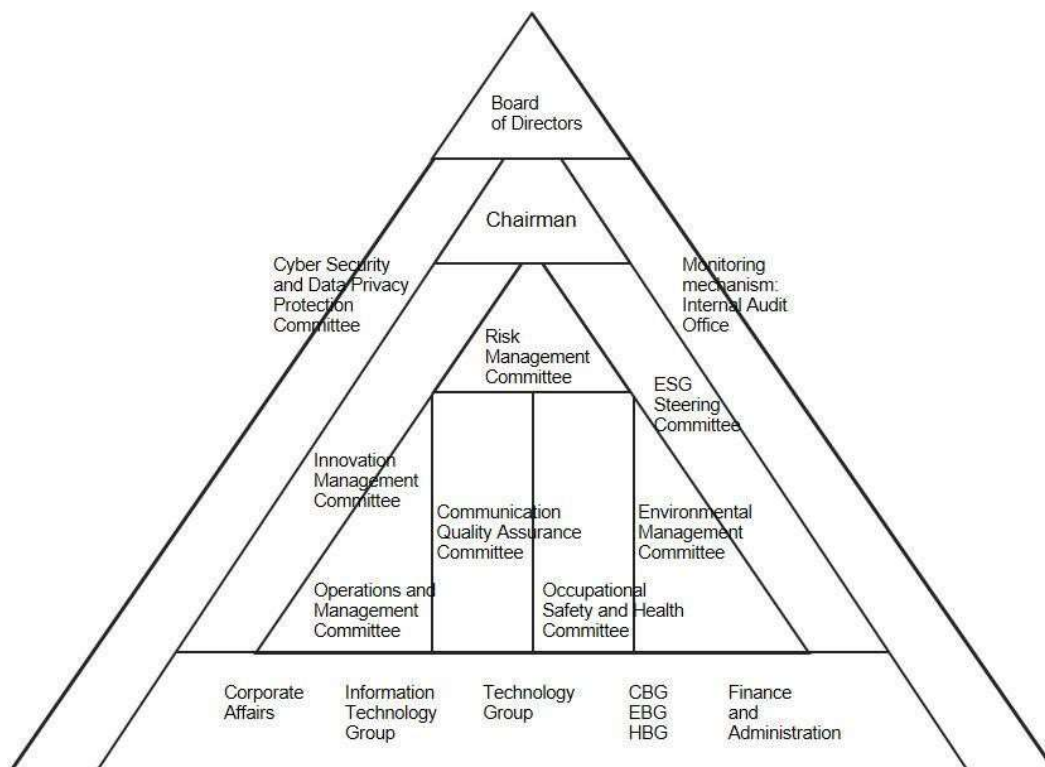 Board
of Directors
Chairman
Cyber Security
and Data Privacy
Protection
Committee
Monitoring
mechanism:
Internal Audit
Office
Risk
Management
Committee
ESG
Steering
Committee
Innovation
Management
Committee
Communication
Quality Assurance
Committee
Environmental
Management
Committee
Operations and
Management
Committee
Occupational
Safety and Health
Committee
Corporate
Affairs
Information
Technology
Group
Technology
Group
CBG
EBG
HBG
Finance
and
Administration